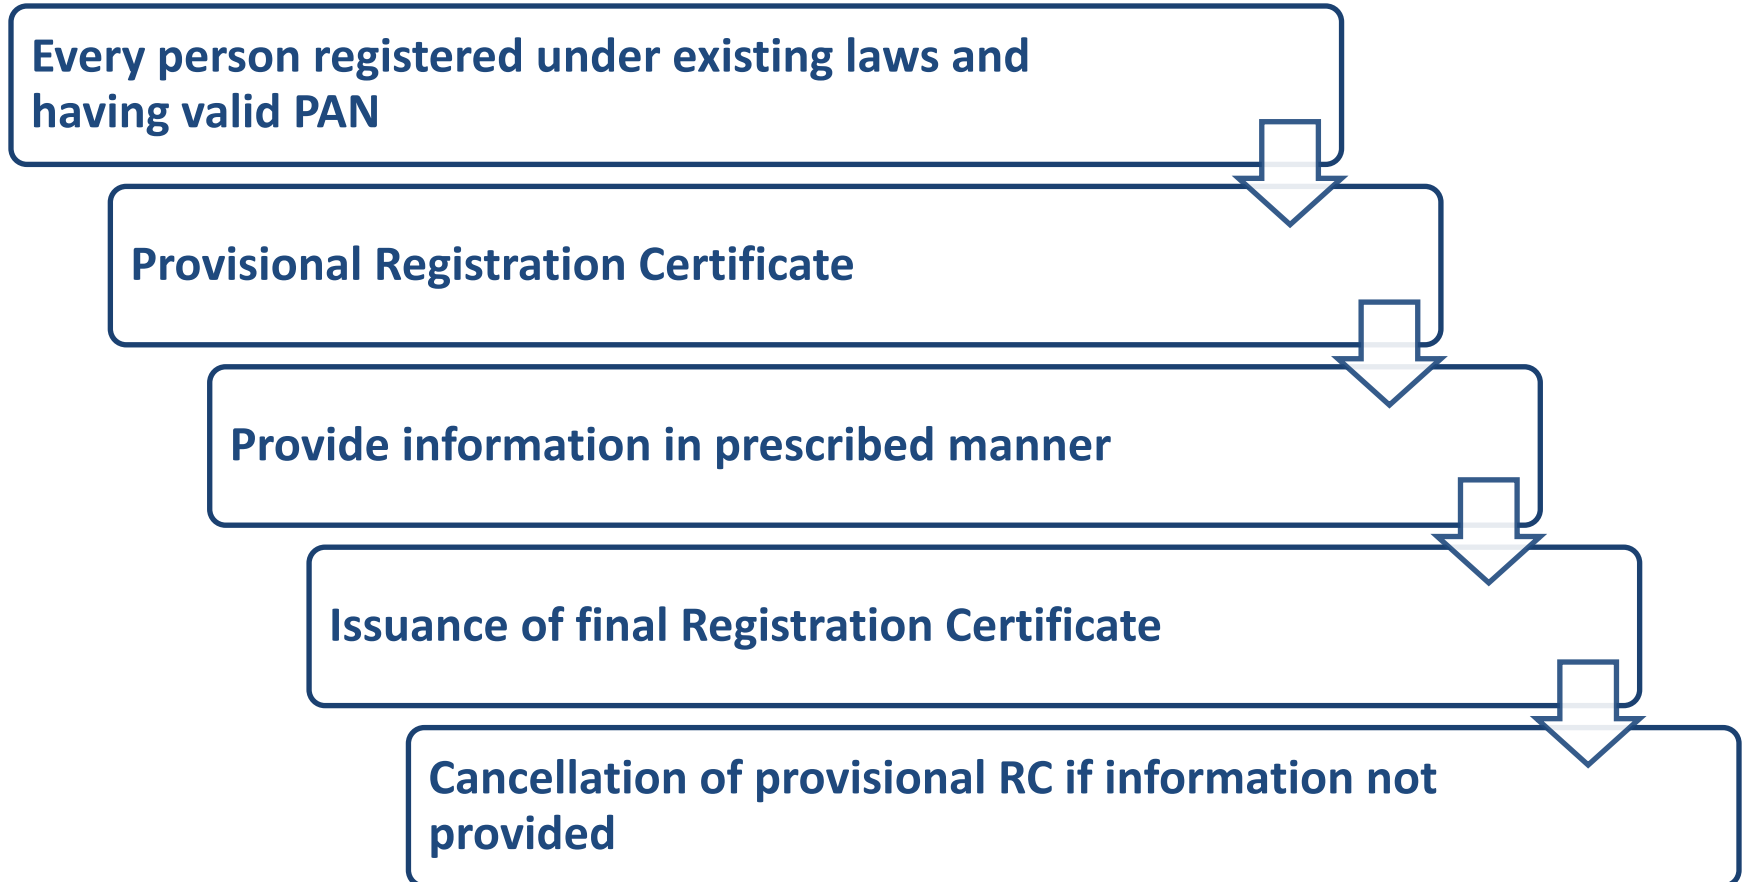 Every person registered under existing laws and
having valid PAN
Provisional Registration Certificate
Provide information in prescribed manner
Issuance of final Registration Certificate
Cancellation of provisional RC if information not
provided